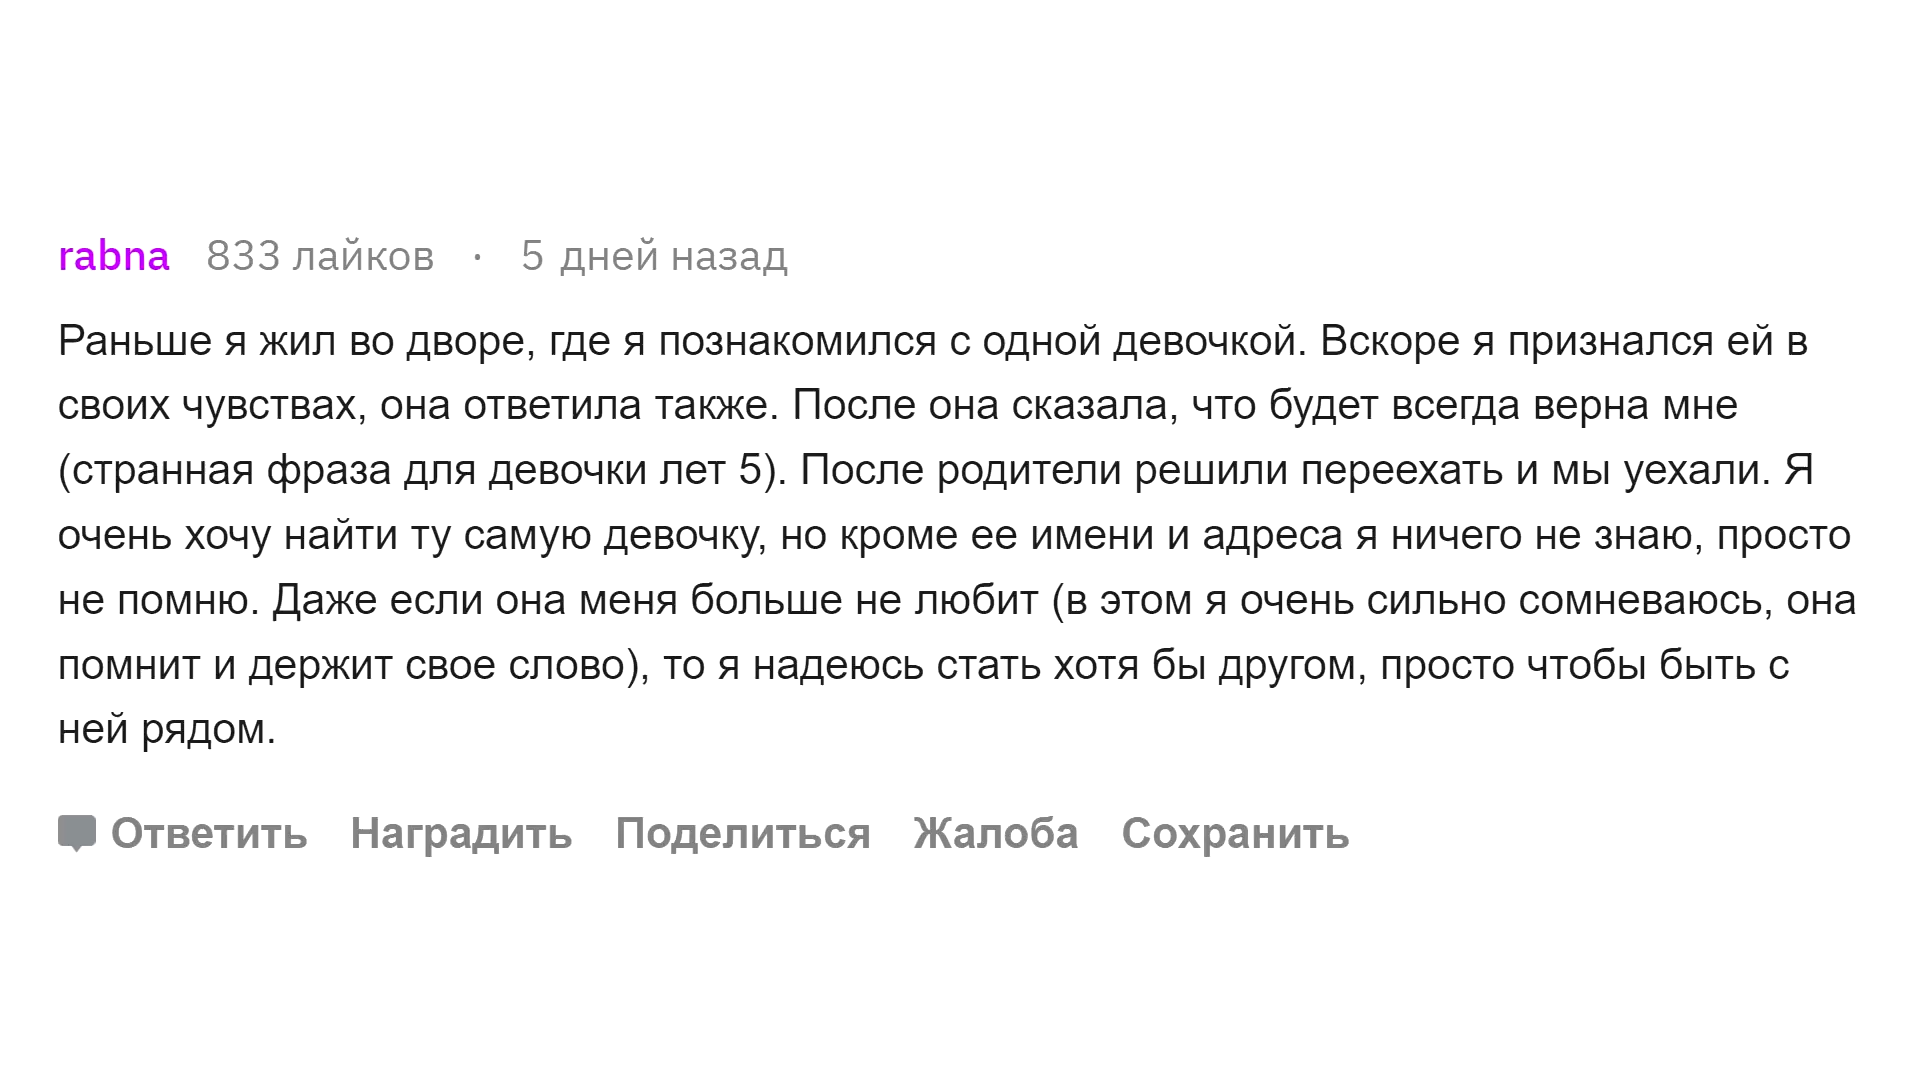 rabna 833 лайков · 5 дней назад
Раньше я жил во дворе, где я познакомился с одной девочкой. Вскоре я признался ей в
своих чувствах, она ответила также. После она сказала, что будет всегда верна мне
(странная фраза для девочки лет 5). После родители решили переехать и мы уехали. Я
очень хочу найти ту самую девочку, но кроме ее имени и адреса я ничего не знаю, просто
не помню. Даже если она меня больше не любит (в этом я очень сильно сомневаюсь, она
помнит и держит свое слово), то я надеюсь стать хотя бы другом, просто чтобы быть с
ней рядом.
Ответить Наградить Поделиться Жалоба Сохранить